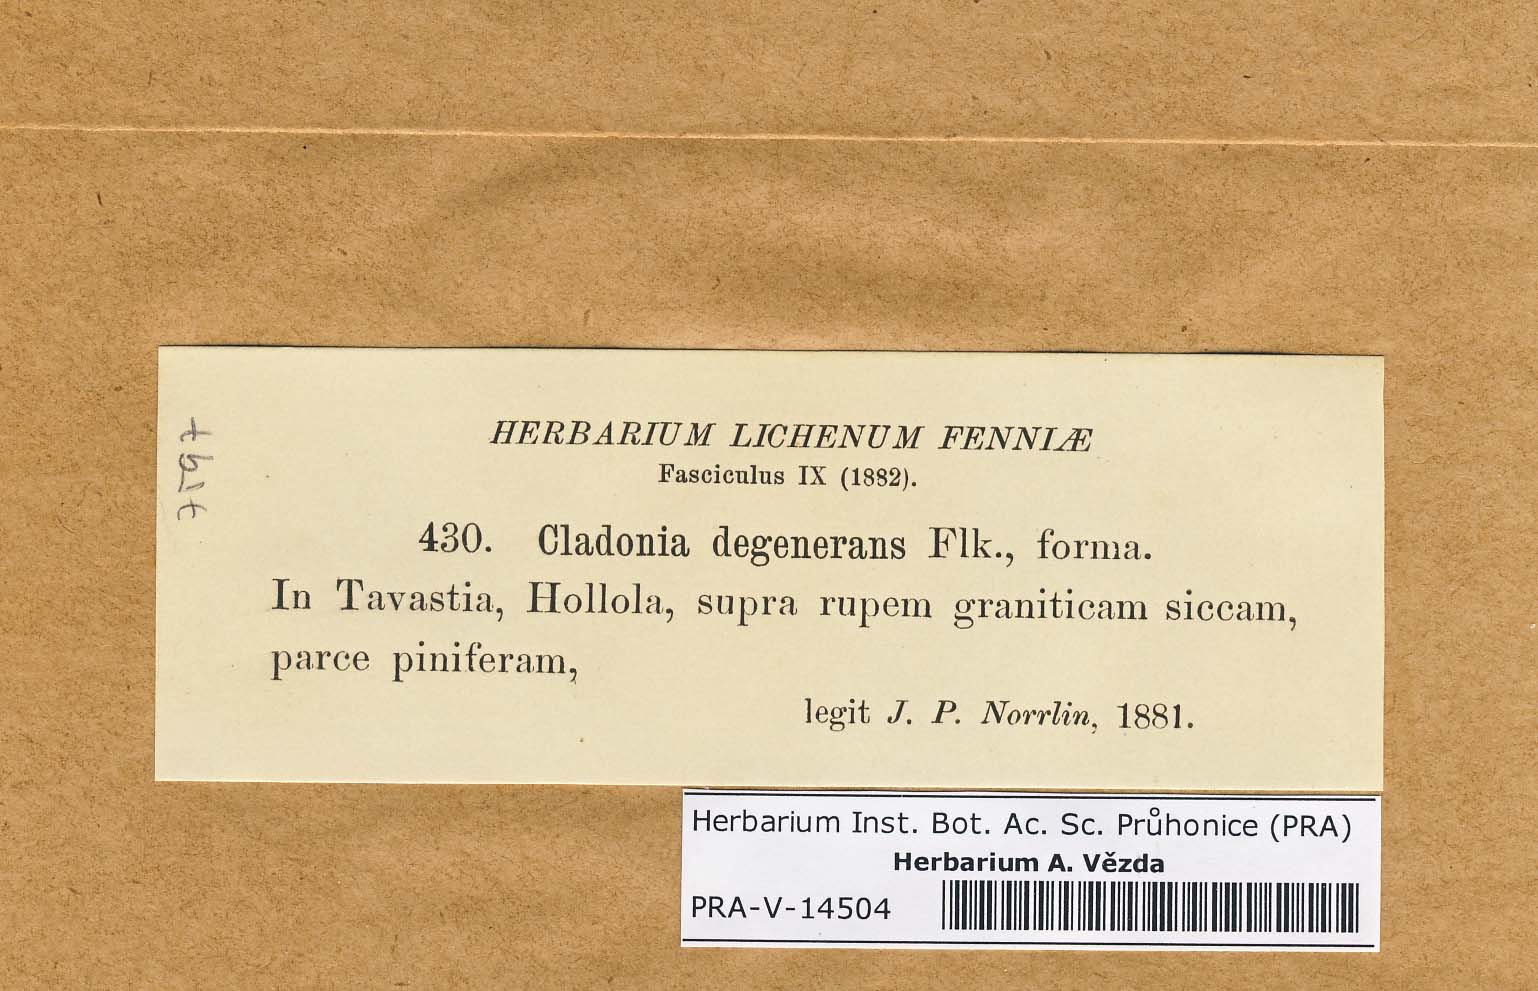 HERBARIUM LICHENUM FENNIÆ
Fasciculus IX (1882).
430. Cladonia degenerans Flk., forma.
In Tavastia, Hollola, supra rupem graniticam siccam,
parce piniferam,
legit J. P. Norrlin, 1881.
Herbarium Inst. Bot. Ac. Sc. Průhonice (PRA)
Herbarium A. Vězda
PRA-V-14504